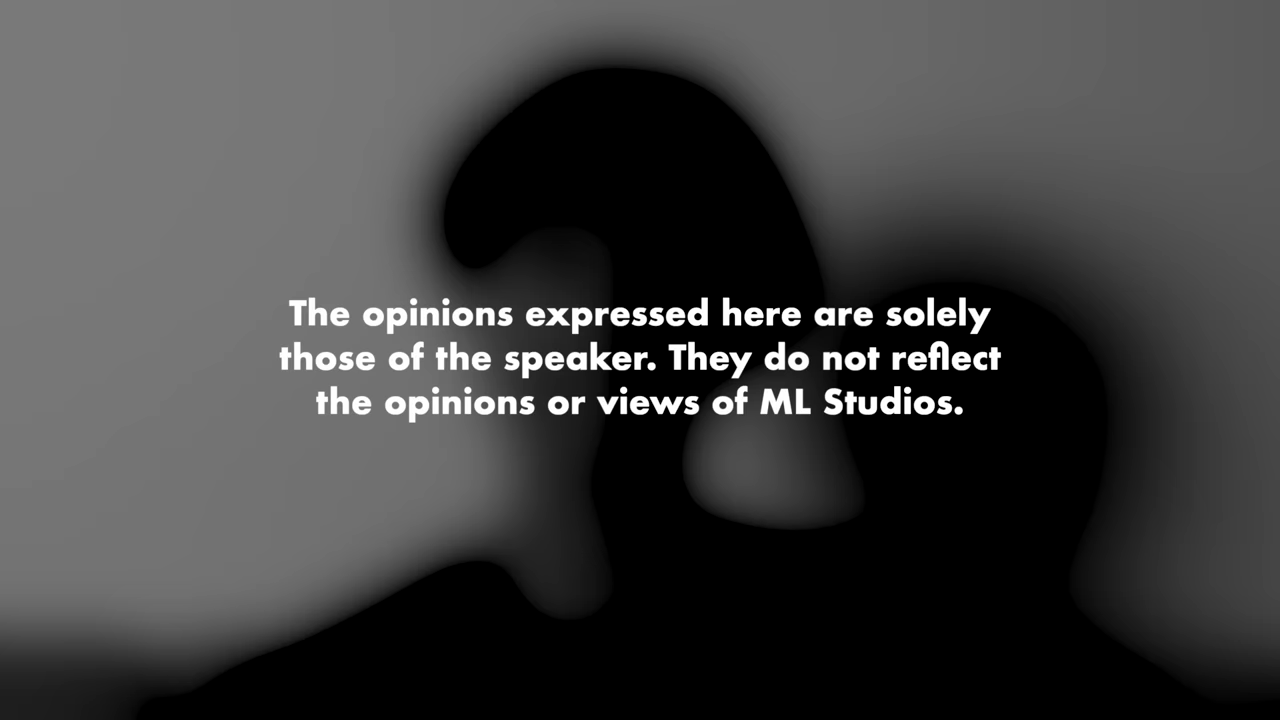 The opinions expressed here are solely
those of the speaker. They do not reflect
the opinions or views of ML Studios.